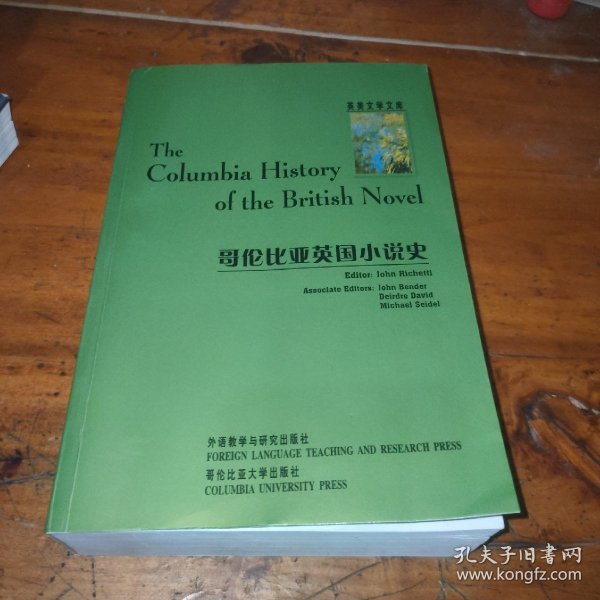 英美文学文库
The
Columbia History
of the British Novel
哥伦比亚英国小说史
Editor: John Richetti
Associate Editors: John Bender
Deirdre David
Michael Seidel
外语教学与研究出版社
FOREIGN LANGUAGE TEACHING AND RESEARCH PRESS
哥伦比亚大学出版社
COLUMBIA UNIVERSITY PRESS
孔夫子旧書网
www.kongfz.com